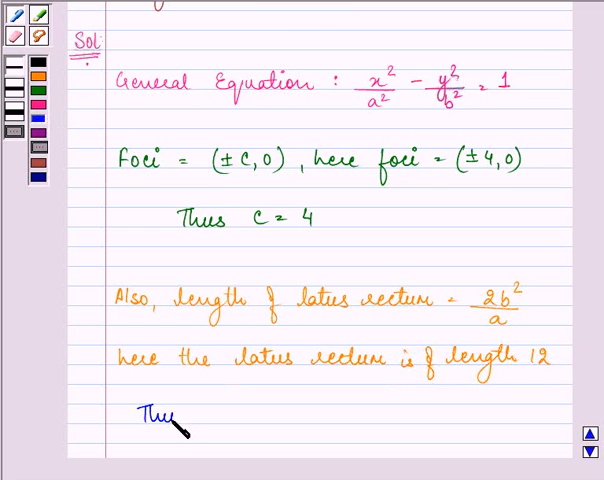 Sol:
General Equation : x²/a² - y²/b² = 1
Foci = (± c, 0), here foci = (± 4, 0)
Thus c = 4
Also, length of latus rectum = 2b²/a
here the latus rectum is of length 12
Thu